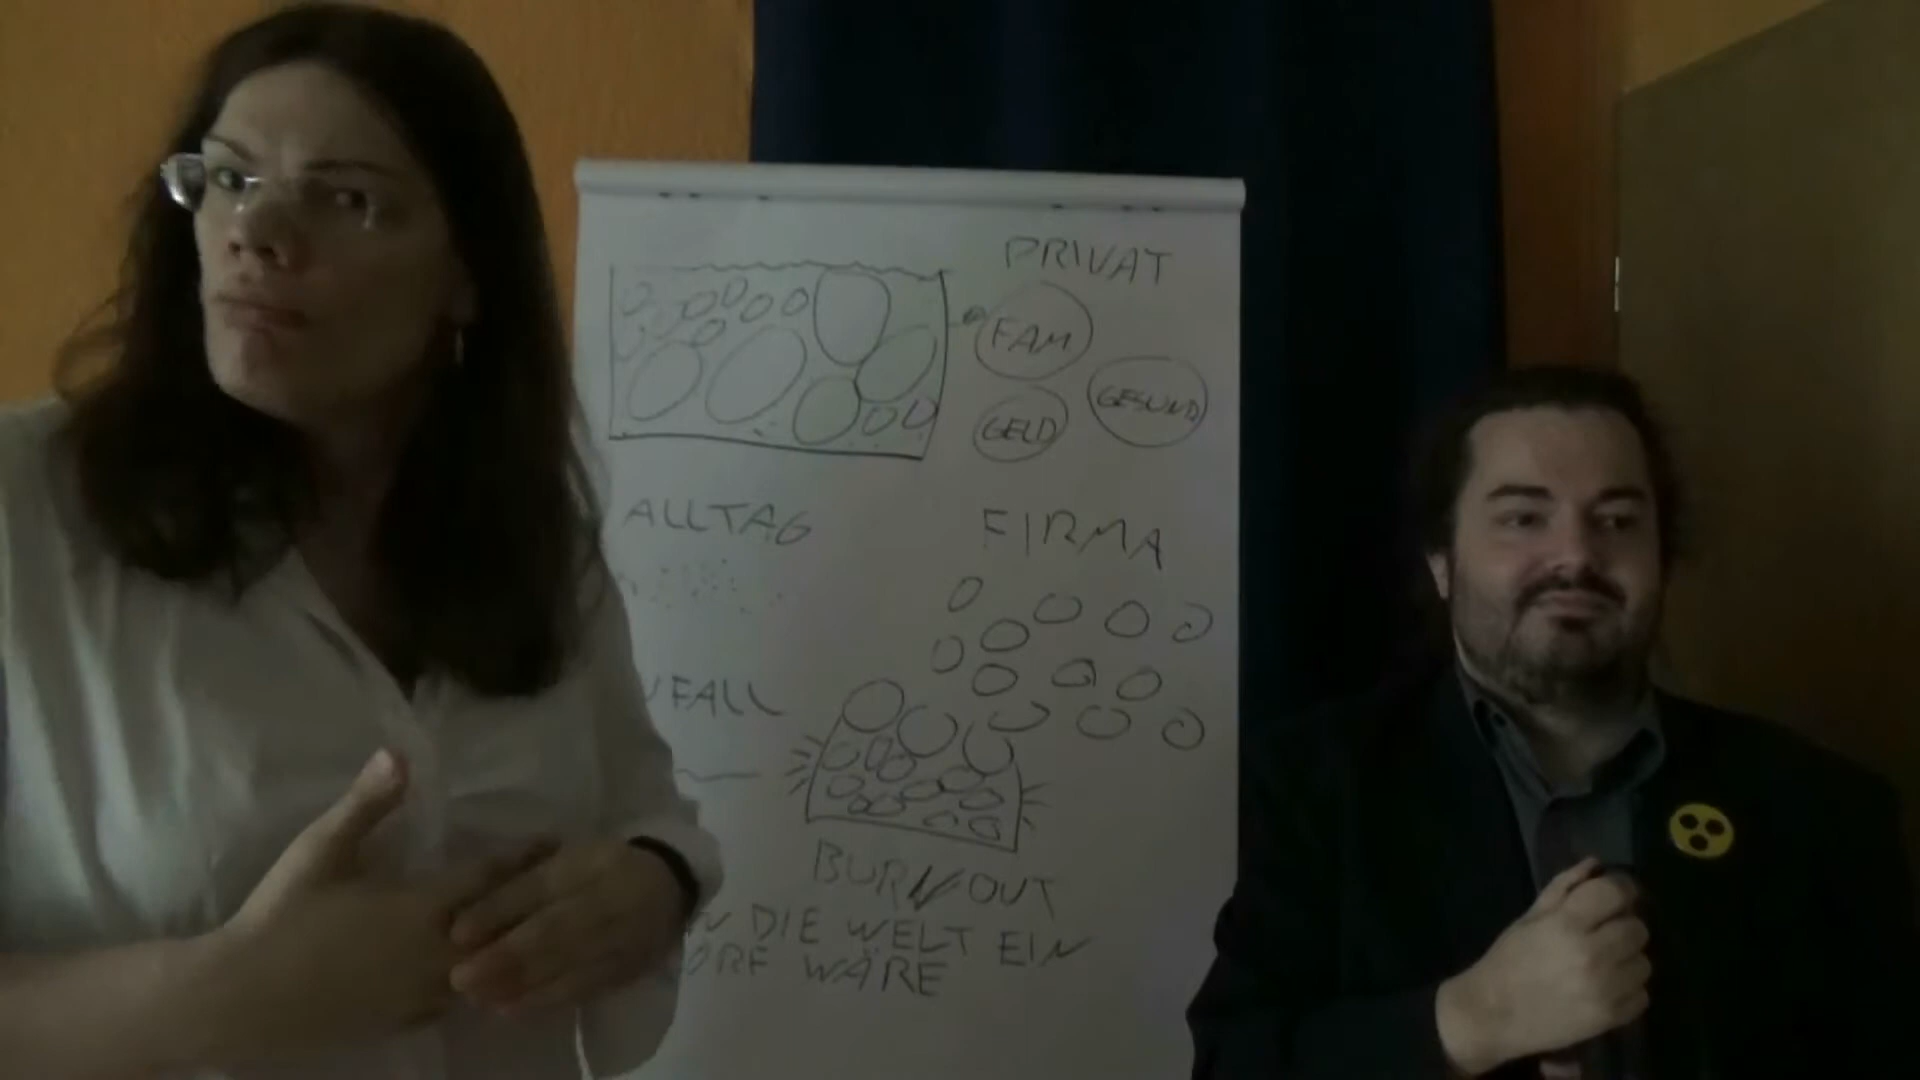 PRIVAT
FAM
GESUND
GELD
ALLTAG
FIRMA
FALL
BURNOUT
DIE WELT EIN
WÄRE